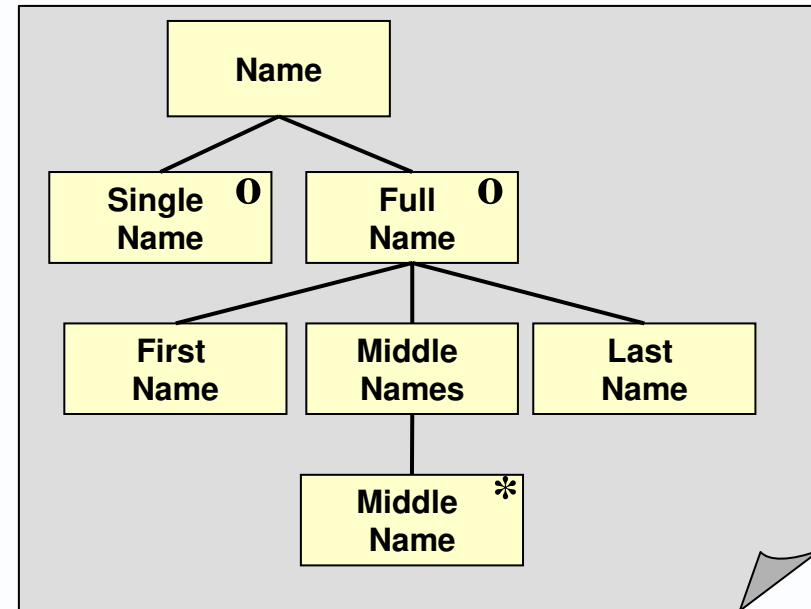 Name
Single o
Name
Full o
Name
First
Name
Middle
Names
Last
Name
Middle *
Name